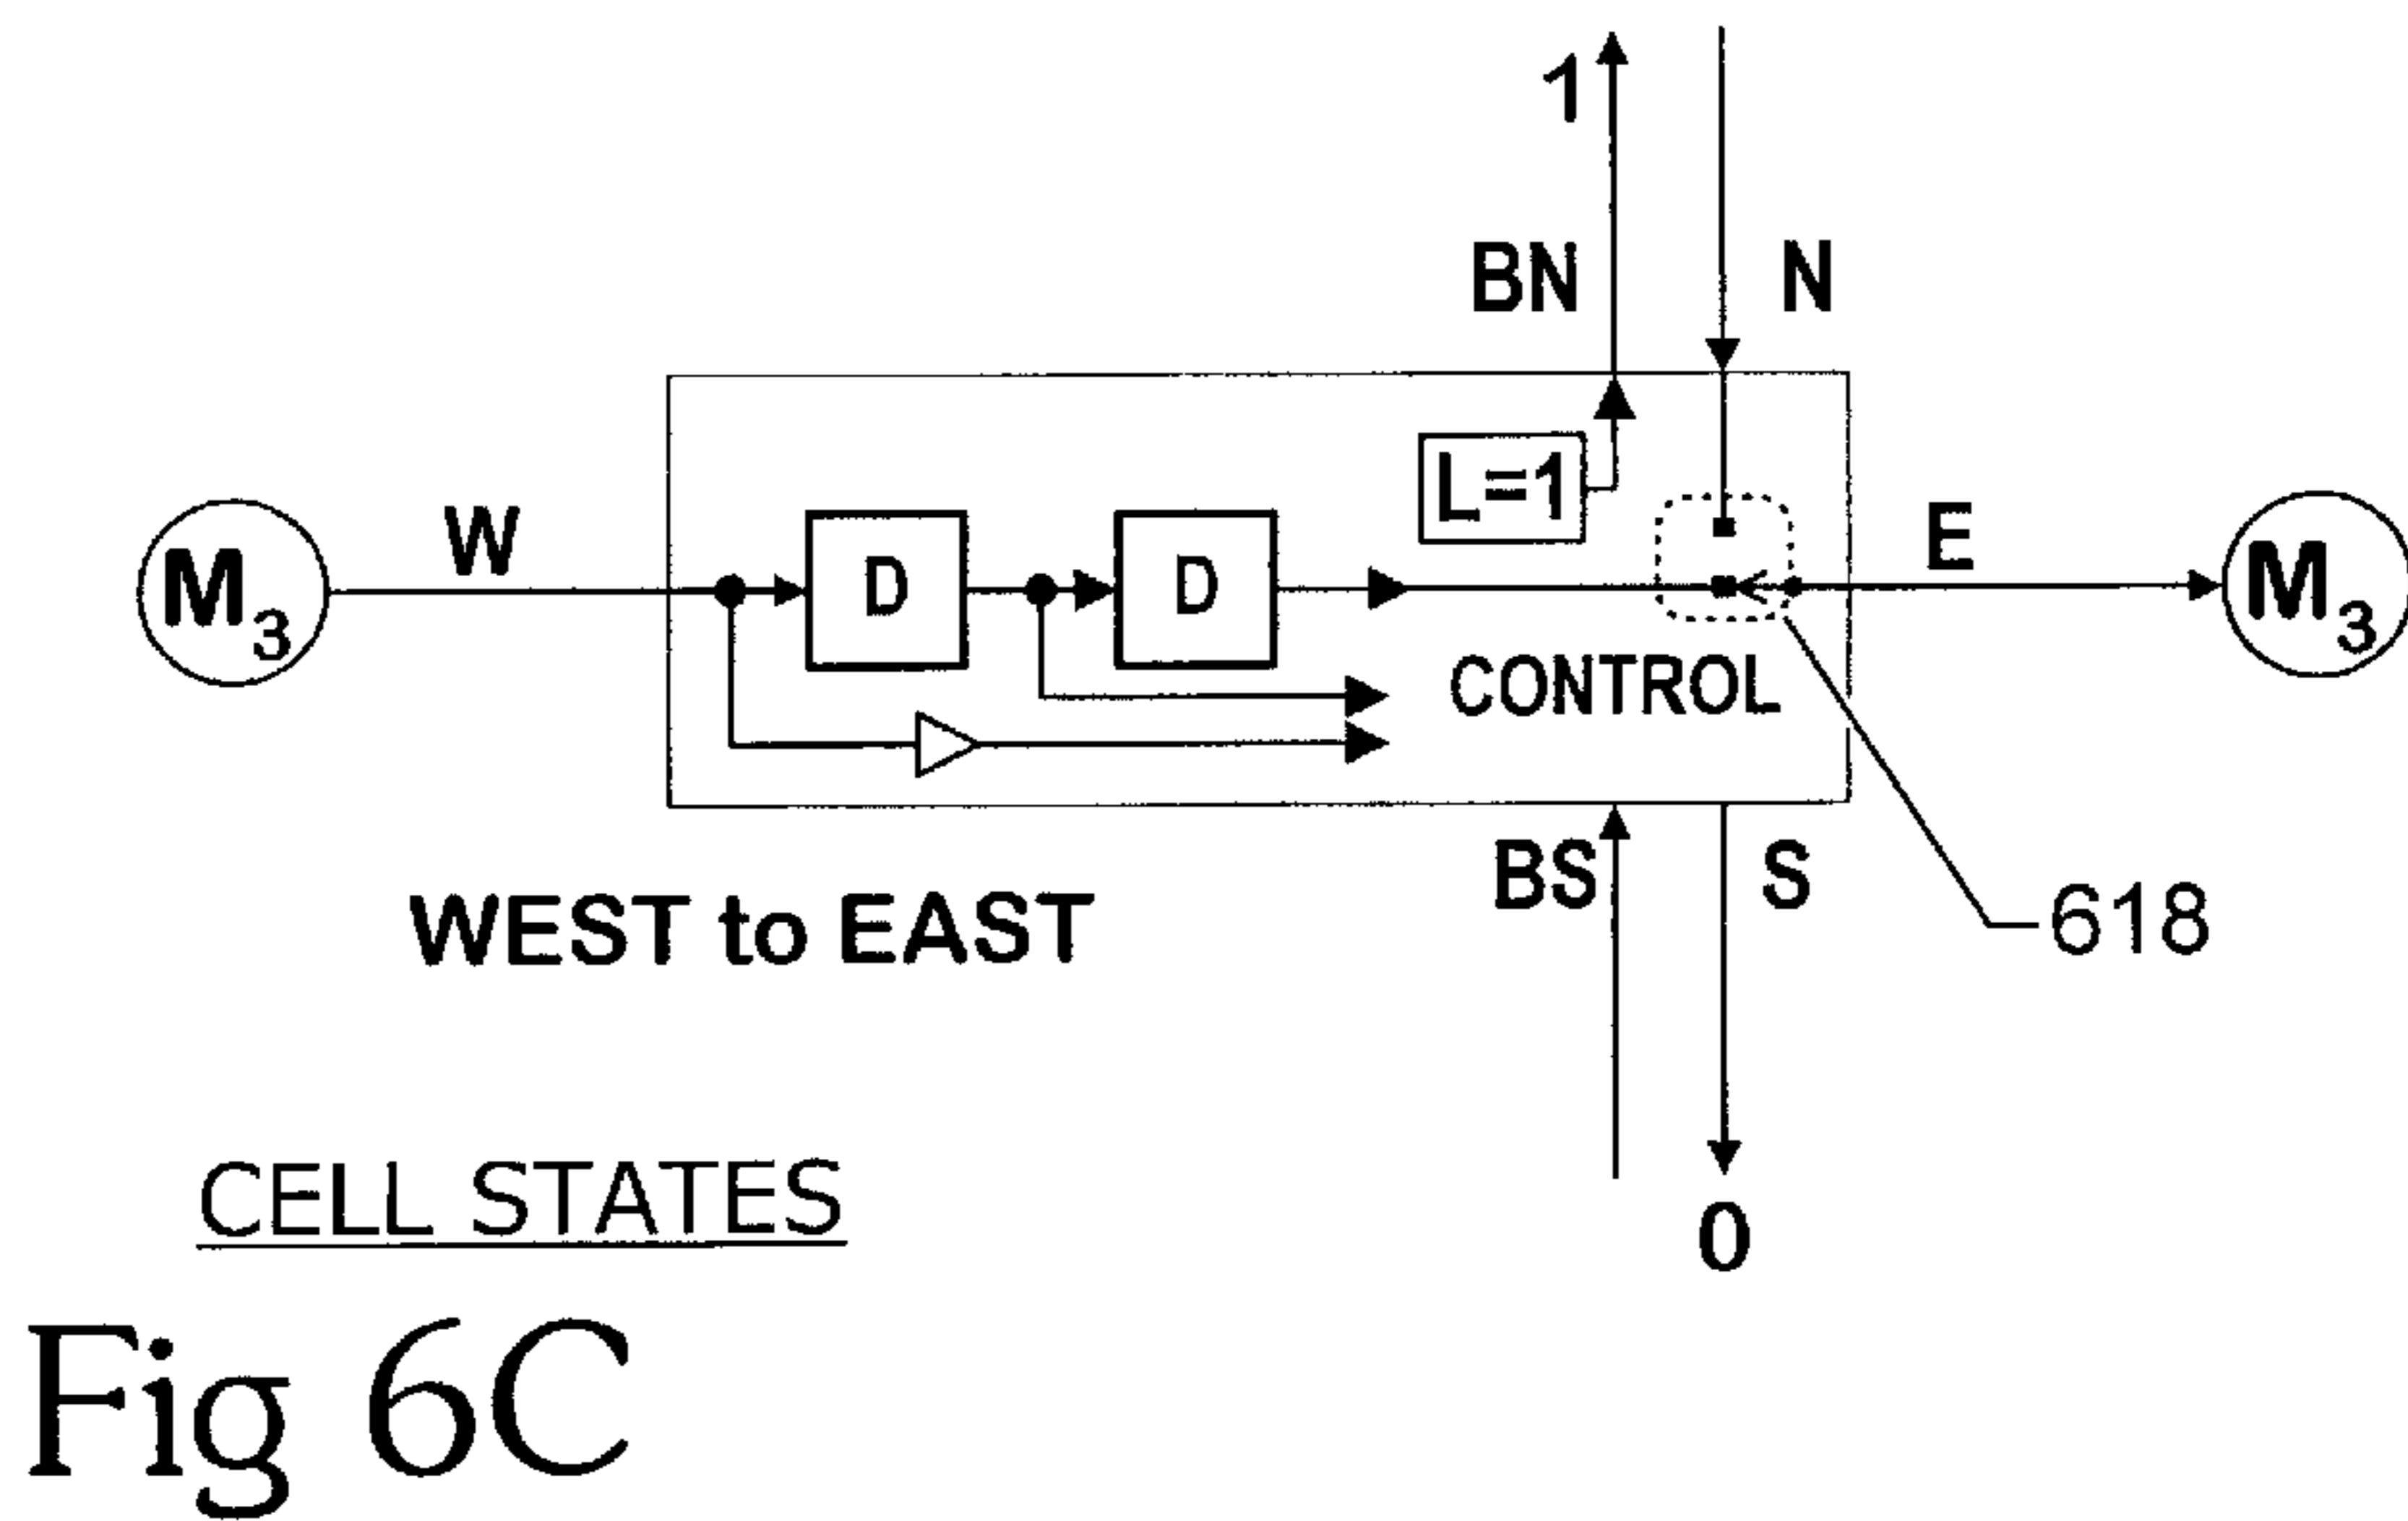 1
BN
N
L=1
M3
W
D
D
E
M3
CONTROL
BS
S
618
WEST to EAST
0
CELL STATES
Fig 6C